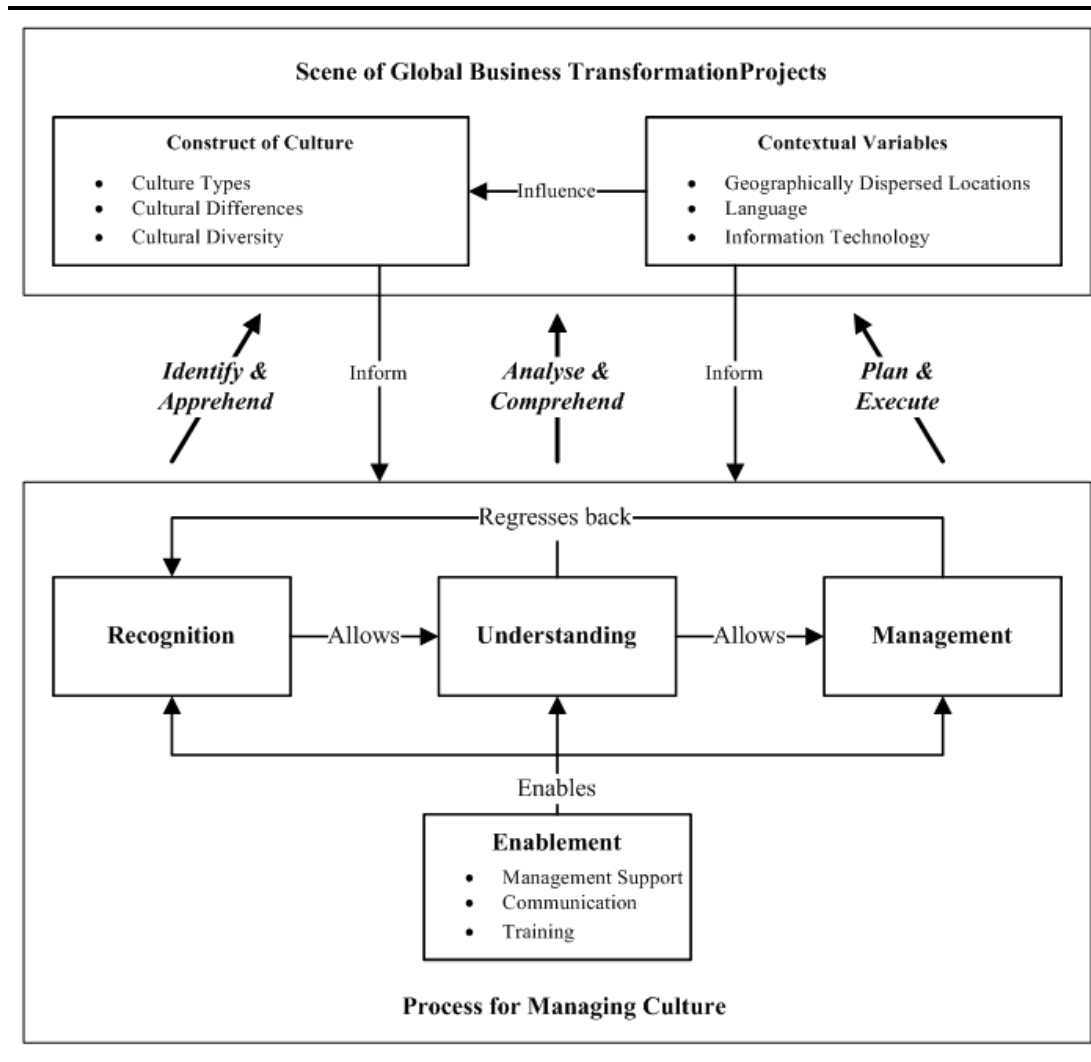 Scene of Global Business TransformationProjects
Construct of Culture
• Culture Types
• Cultural Differences
• Cultural Diversity
Influence
Contextual Variables
• Geographically Dispersed Locations
• Language
• Information Technology
Identify &
Apprehend
Inform
Analyse &
Comprehend
Inform
Plan &
Execute
Regresses back
Recognition
Allows
Understanding
Allows
Management
Enables
Enablement
• Management Support
• Communication
• Training
Process for Managing Culture